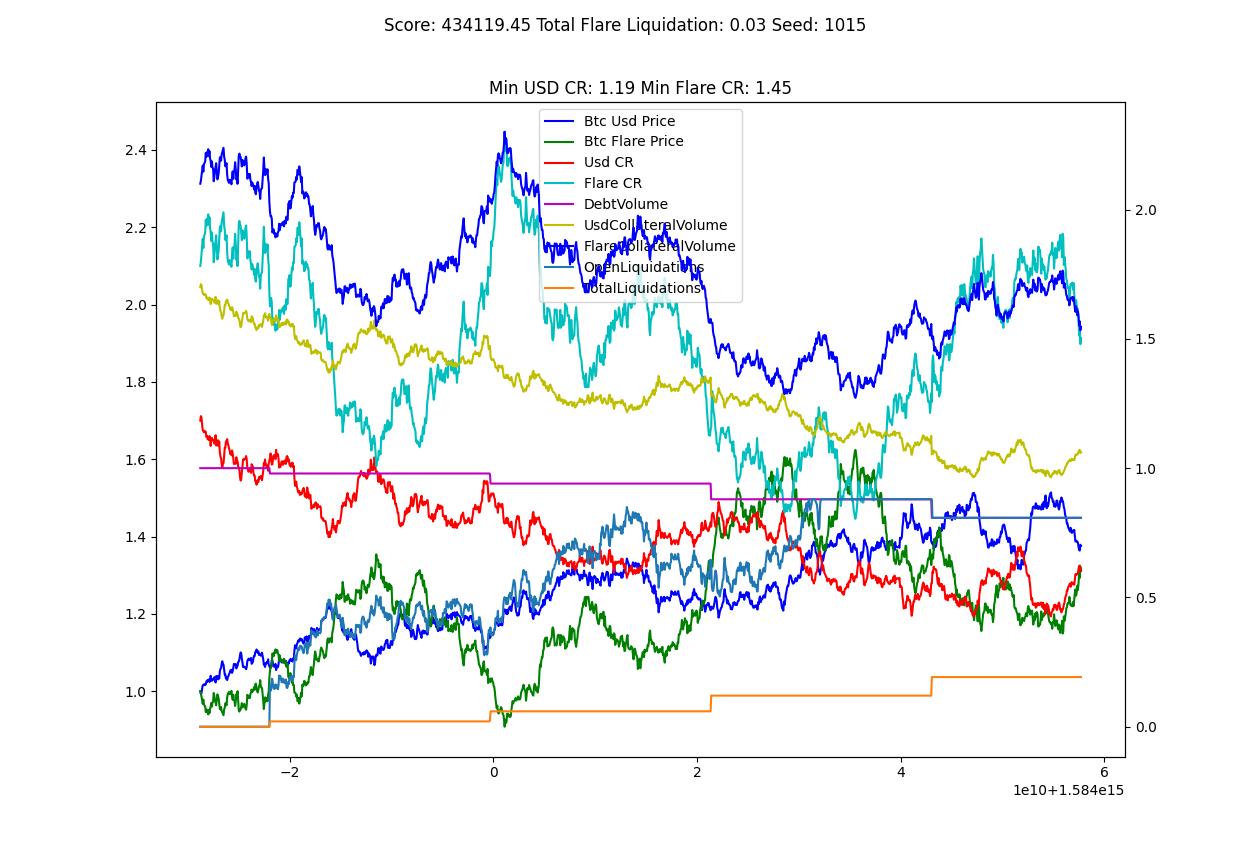 Score: 434119.45 Total Flare Liquidation: 0.03 Seed: 1015
Min USD CR: 1.19 Min Flare CR: 1.45
Btc Usd Price
Btc Flare Price
Usd CR
Flare CR
DebtVolume
UsdCollateralVolume
FlareCollateralVolume
OpenLiquidations
TotalLiquidations
2.4
2.2
2.0
1.8
1.6
1.4
1.2
1.0
2.0
1.5
1.0
0.5
0.0
−2 0 2 4 6
1e10+1.584e15